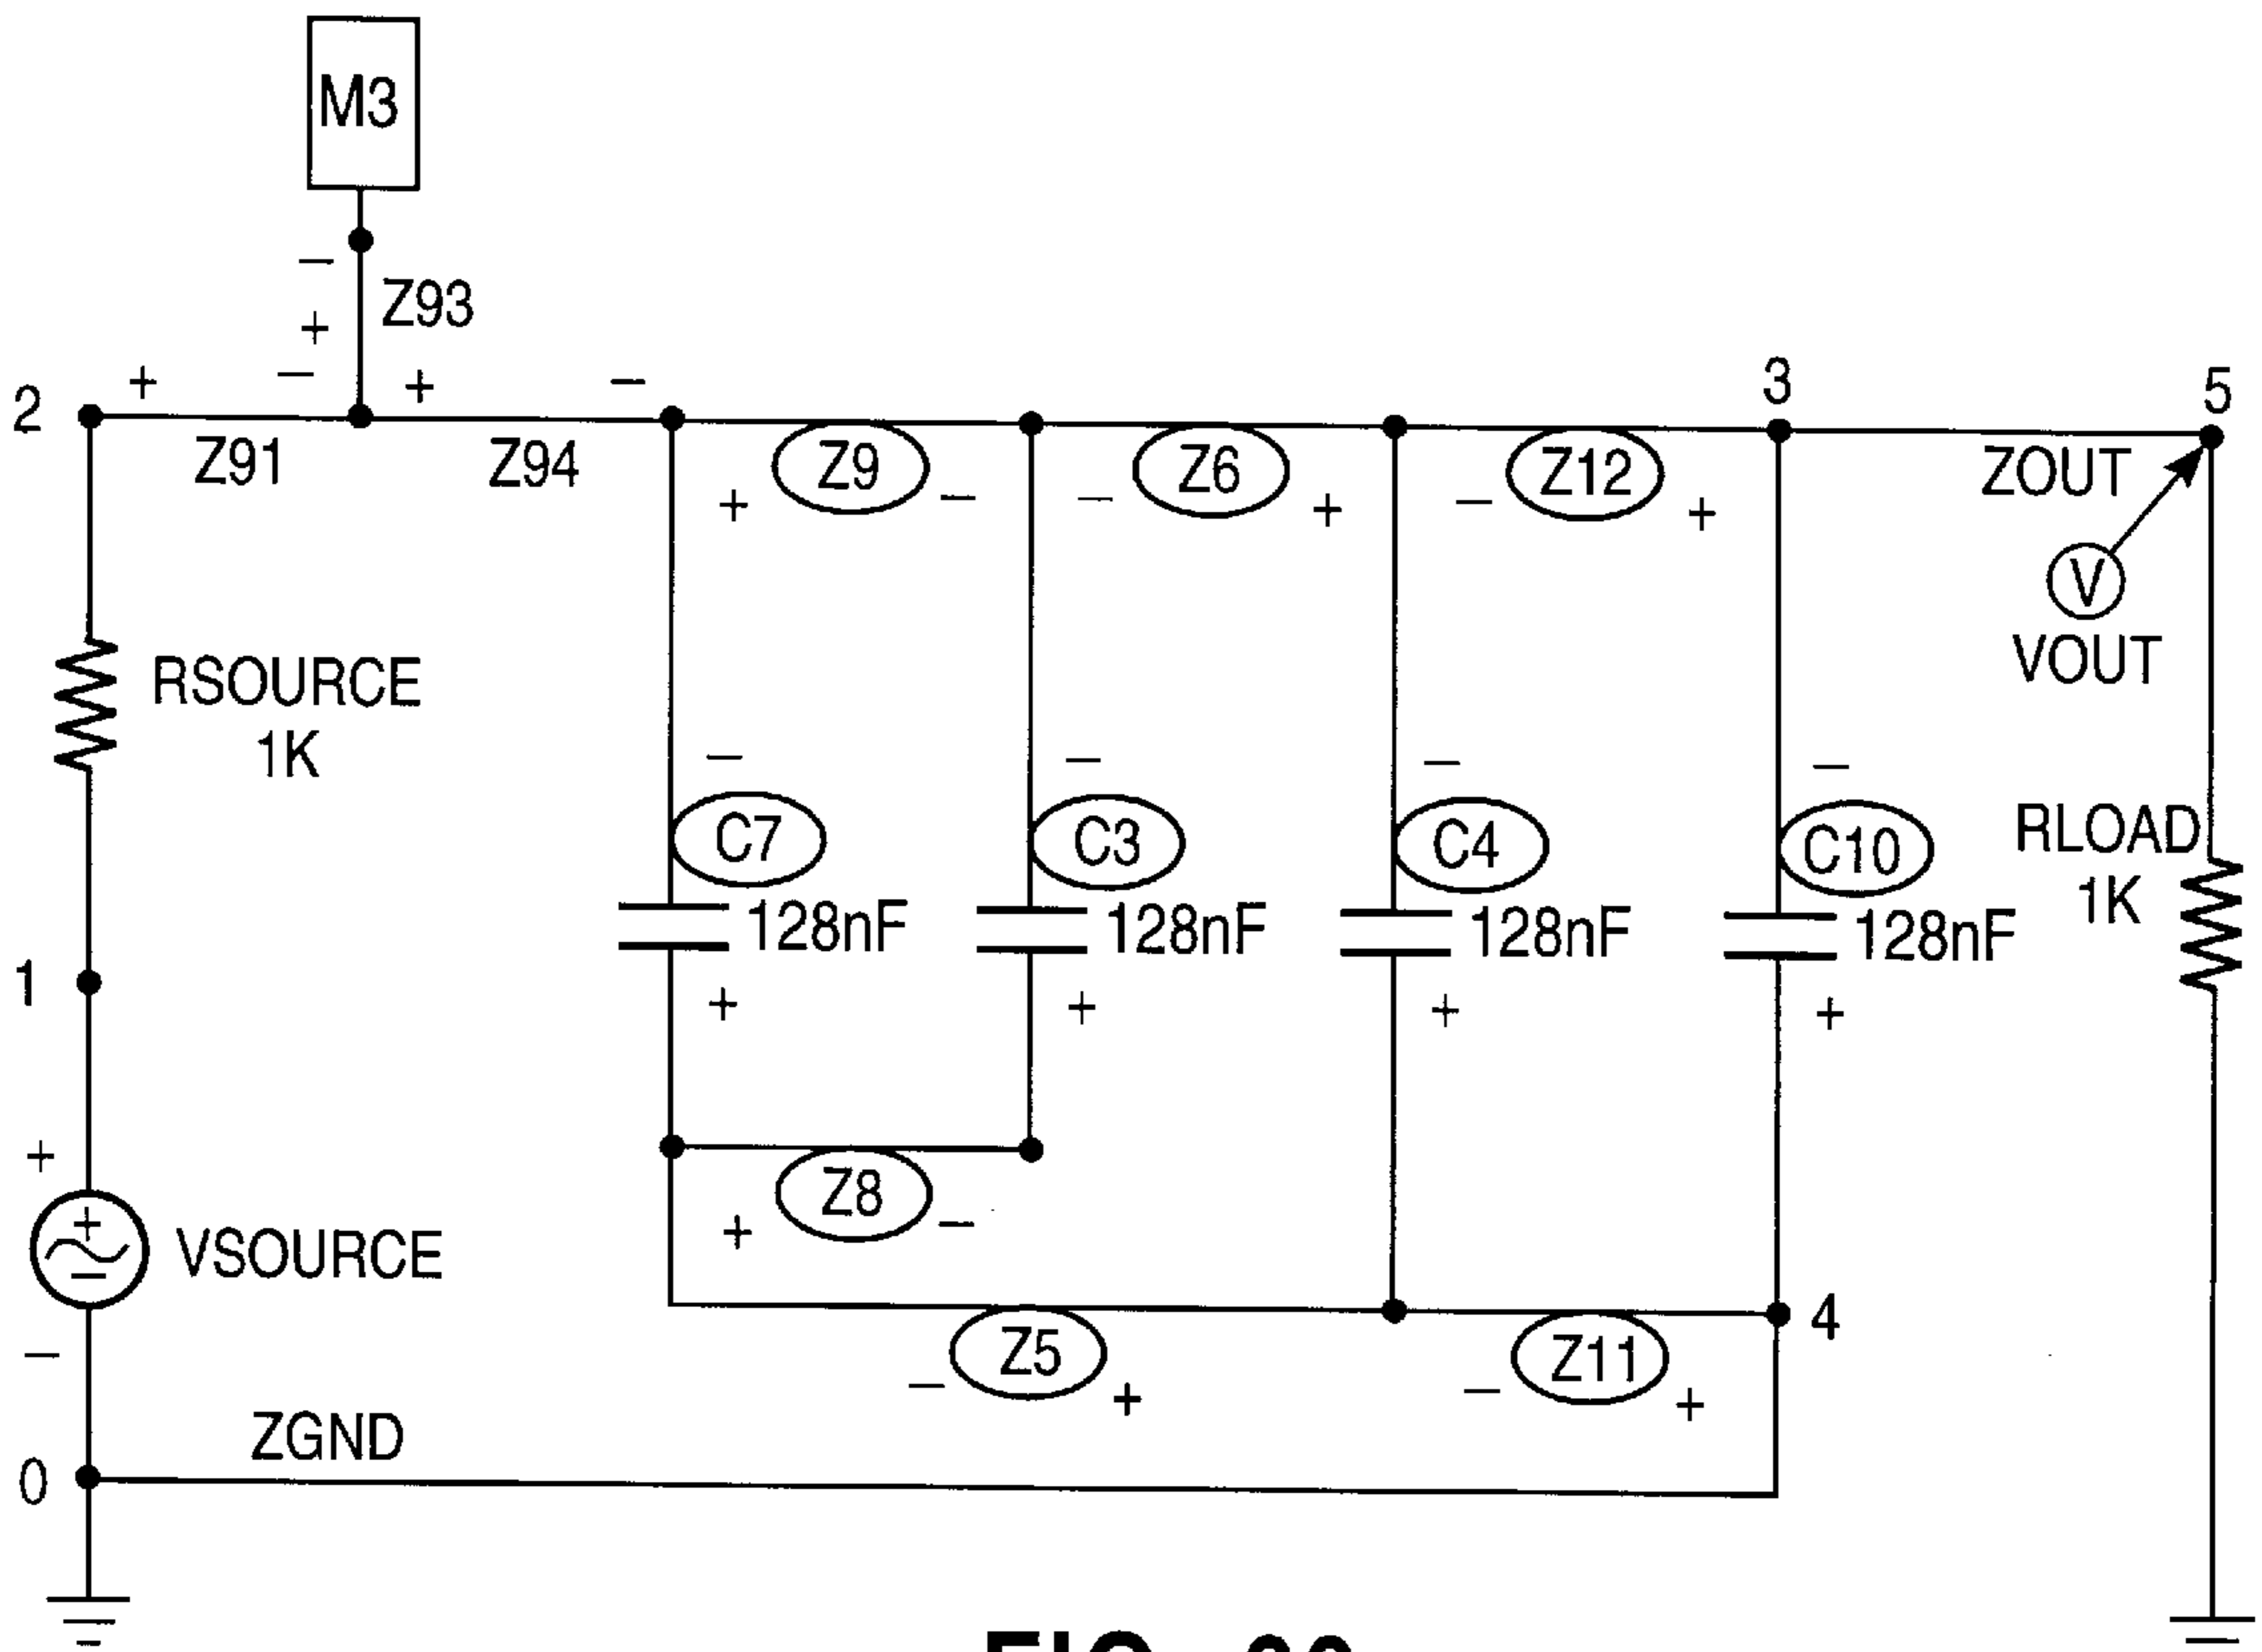 M3
−
Z93
+
+ − + −
2
3
5
Z91
Z94
Z9
Z6
Z12
ZOUT
+ − − + − +
V
VOUT
RSOURCE
1K
− − − −
C7
C3
C4
C10
RLOAD
1K
128nF
128nF
128nF
128nF
1
+ + + +
+
Z8
+ −
+
−
VSOURCE
4
Z5
Z11
− + − +
−
ZGND
0